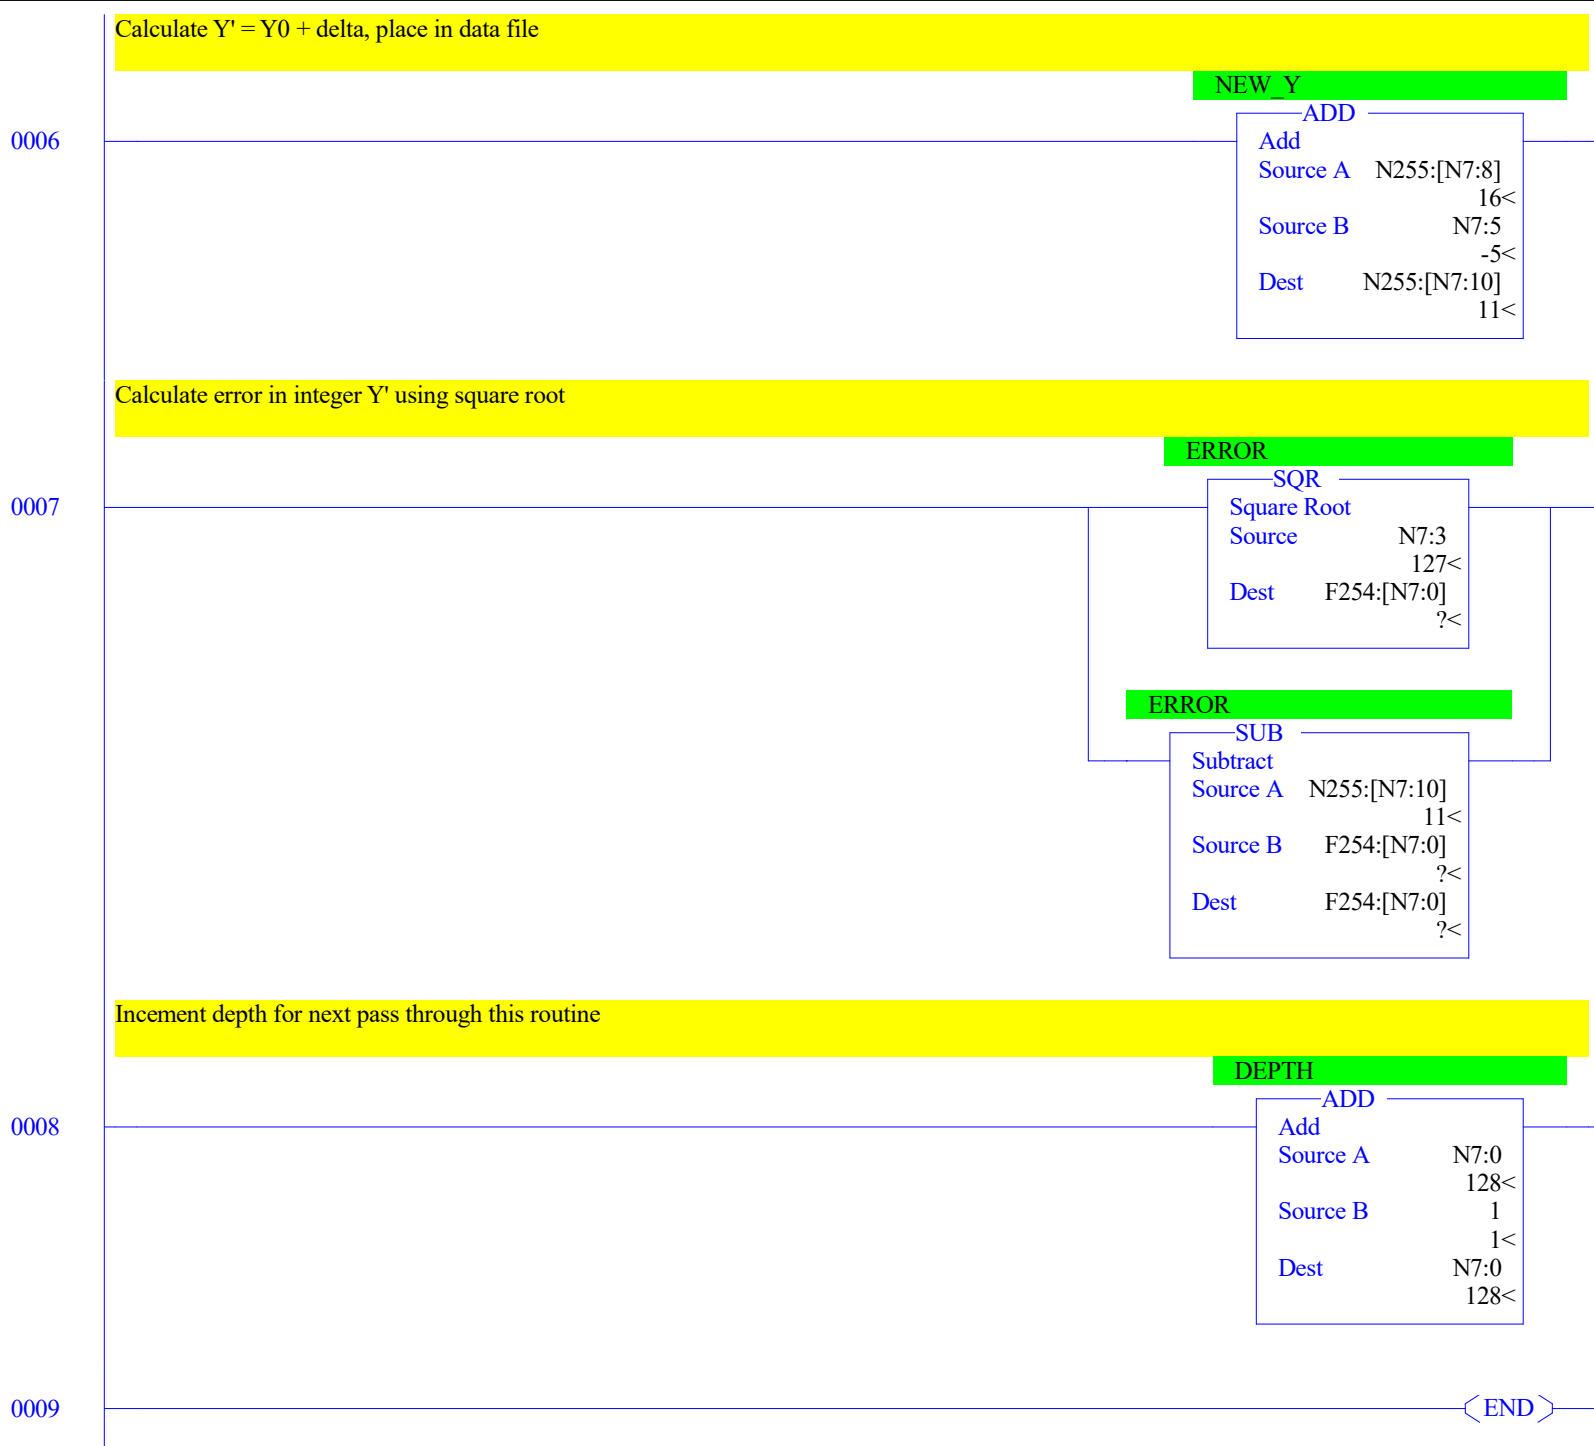 Calculate Y' = Y0 + delta, place in data file
NEW_Y
ADD
0006
Add
Source A N255:[N7:8]
16<
Source B N7:5
-5<
Dest N255:[N7:10]
11<
Calculate error in integer Y' using square root
ERROR
SQR
0007
Square Root
Source N7:3
127<
Dest F254:[N7:0]
?<
ERROR
SUB
Subtract
Source A N255:[N7:10]
11<
Source B F254:[N7:0]
?<
Dest F254:[N7:0]
?<
Incement depth for next pass through this routine
DEPTH
ADD
0008
Add
Source A N7:0
128<
Source B 1
1<
Dest N7:0
128<
0009
END